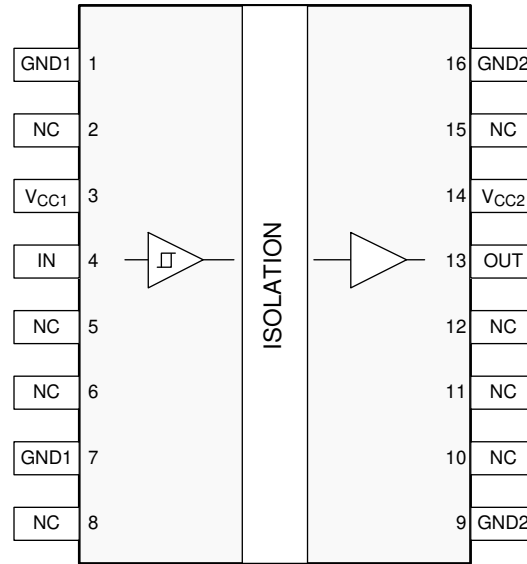 GND1 1 16 GND2
NC 2 15 NC
VCC1 3 14 VCC2
IN 4 13 OUT
NC 5 12 NC
NC 6 11 NC
GND1 7 10 NC
NC 8 9 GND2
ISOLATION